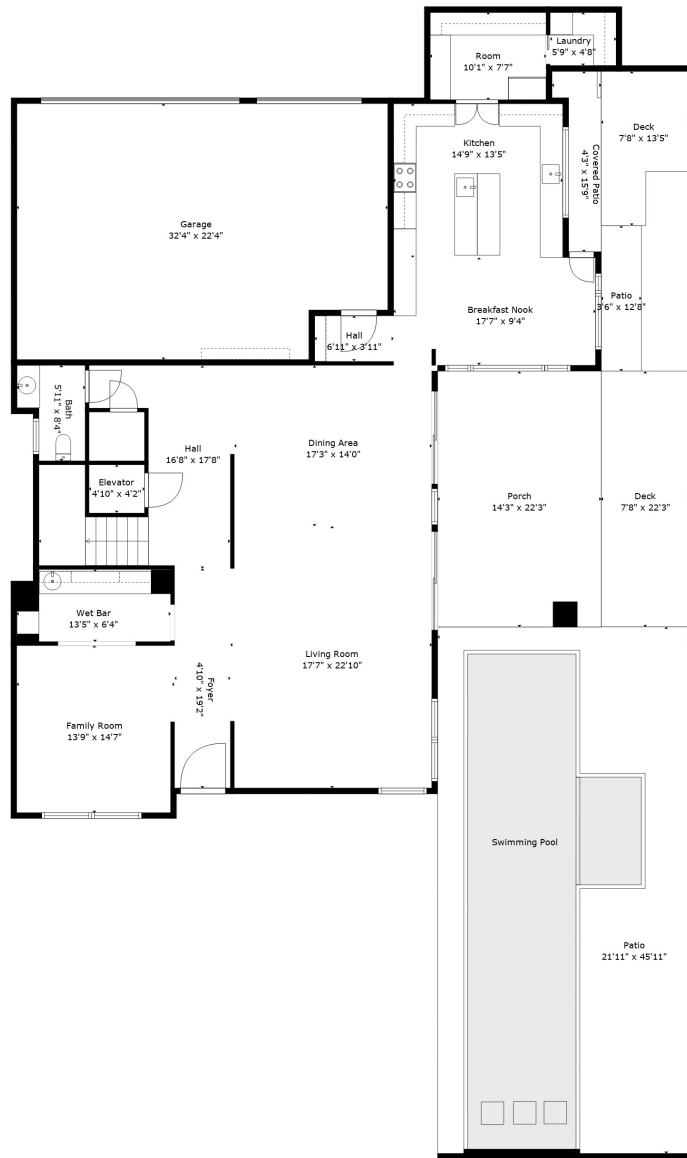 Laundry
5'9" x 4'8"
Room
10'1" x 7'7"
Deck
7'8" x 13'5"
Kitchen
14'9" x 13'5"
Covered Patio
4'3" x 15'9"
Garage
32'4" x 22'4"
Patio
3'6" x 12'8"
Breakfast Nook
17'7" x 9'4"
Hall
6'11" x 3'11"
Bath
5'11" x 8'4"
Hall
16'8" x 17'8"
Dining Area
17'3" x 14'0"
Elevator
4'10" x 4'2"
Porch
14'3" x 22'3"
Deck
7'8" x 22'3"
Wet Bar
13'5" x 6'4"
Living Room
17'7" x 22'10"
Foyer
4'10" x 19'2"
Family Room
13'9" x 14'7"
Swimming Pool
Patio
21'11" x 45'11"